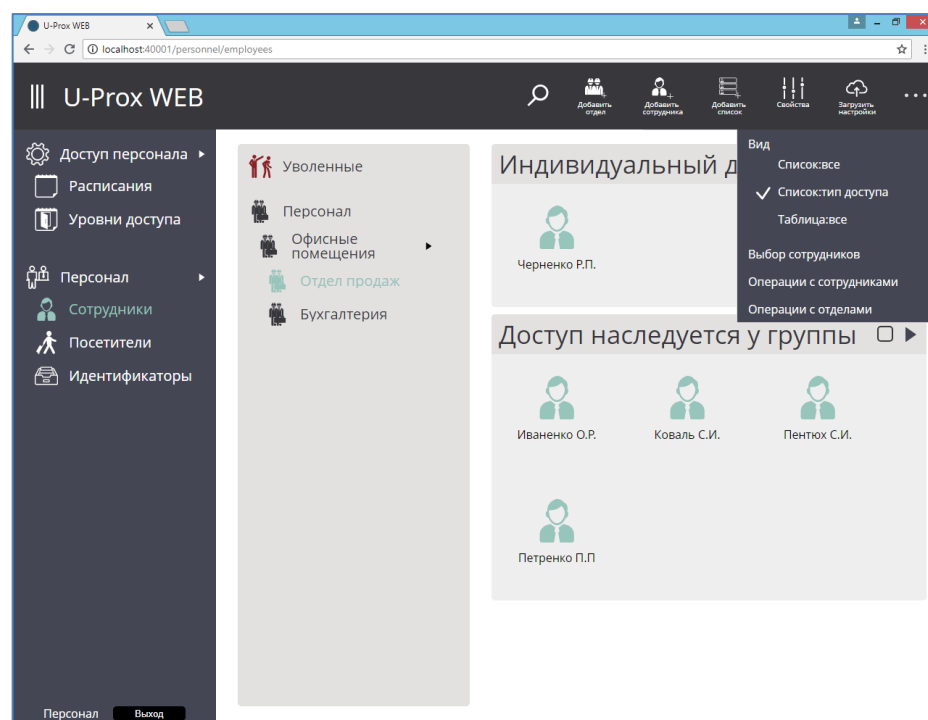 U-Prox WEB
localhost:40001/personnel/employees
U-Prox WEB
Добавить отдел
Добавить сотрудника
Добавить список
Свойства
Загрузить настройки
Доступ персонала
Расписания
Уровни доступа
Персонал
Сотрудники
Посетители
Идентификаторы
Персонал
Выход
Уволенные
Персонал
Офисные
помещения
Отдел продаж
Бухгалтерия
Индивидуальный д
Черненко Р.П.
Вид
Список:все
Список:тип доступа
Таблица:все
Выбор сотрудников
Операции с сотрудниками
Операции с отделами
Доступ наследуется у группы
Иваненко О.Р.
Коваль С.И.
Пентюх С.И.
Петренко П.П